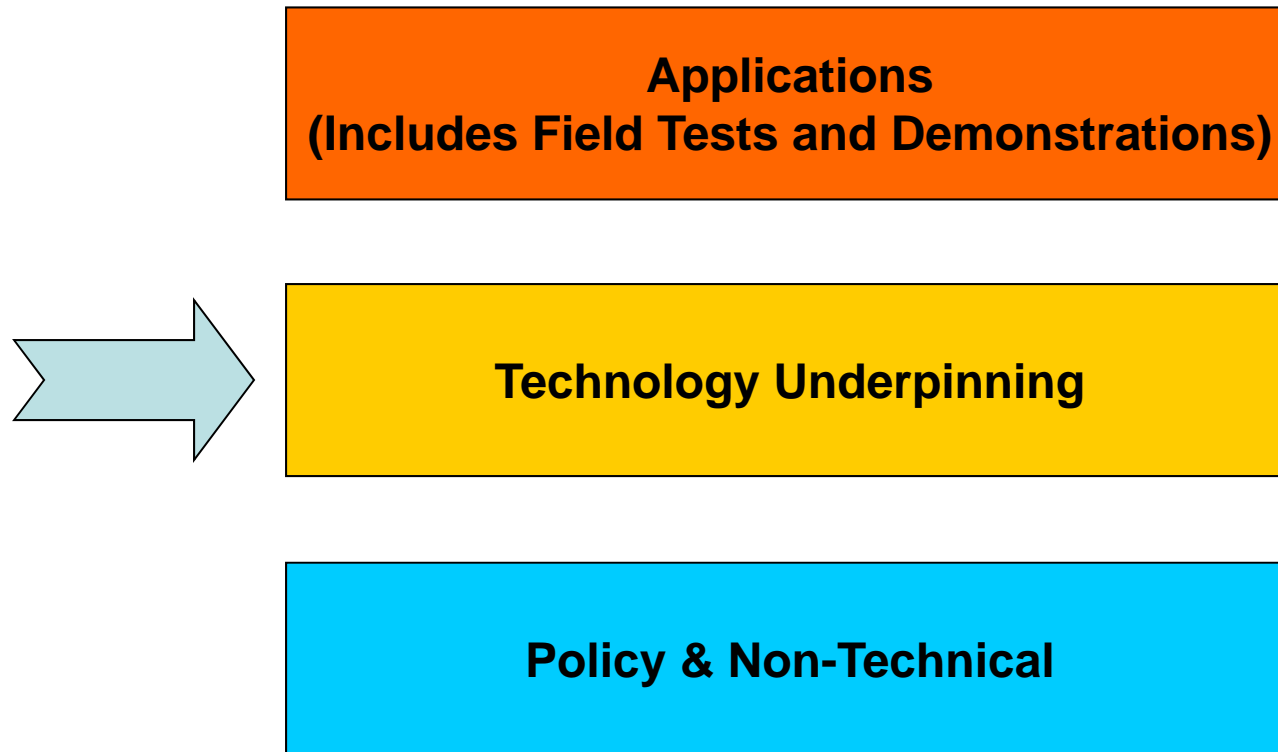 Applications
(Includes Field Tests and Demonstrations)
Technology Underpinning
Policy & Non-Technical